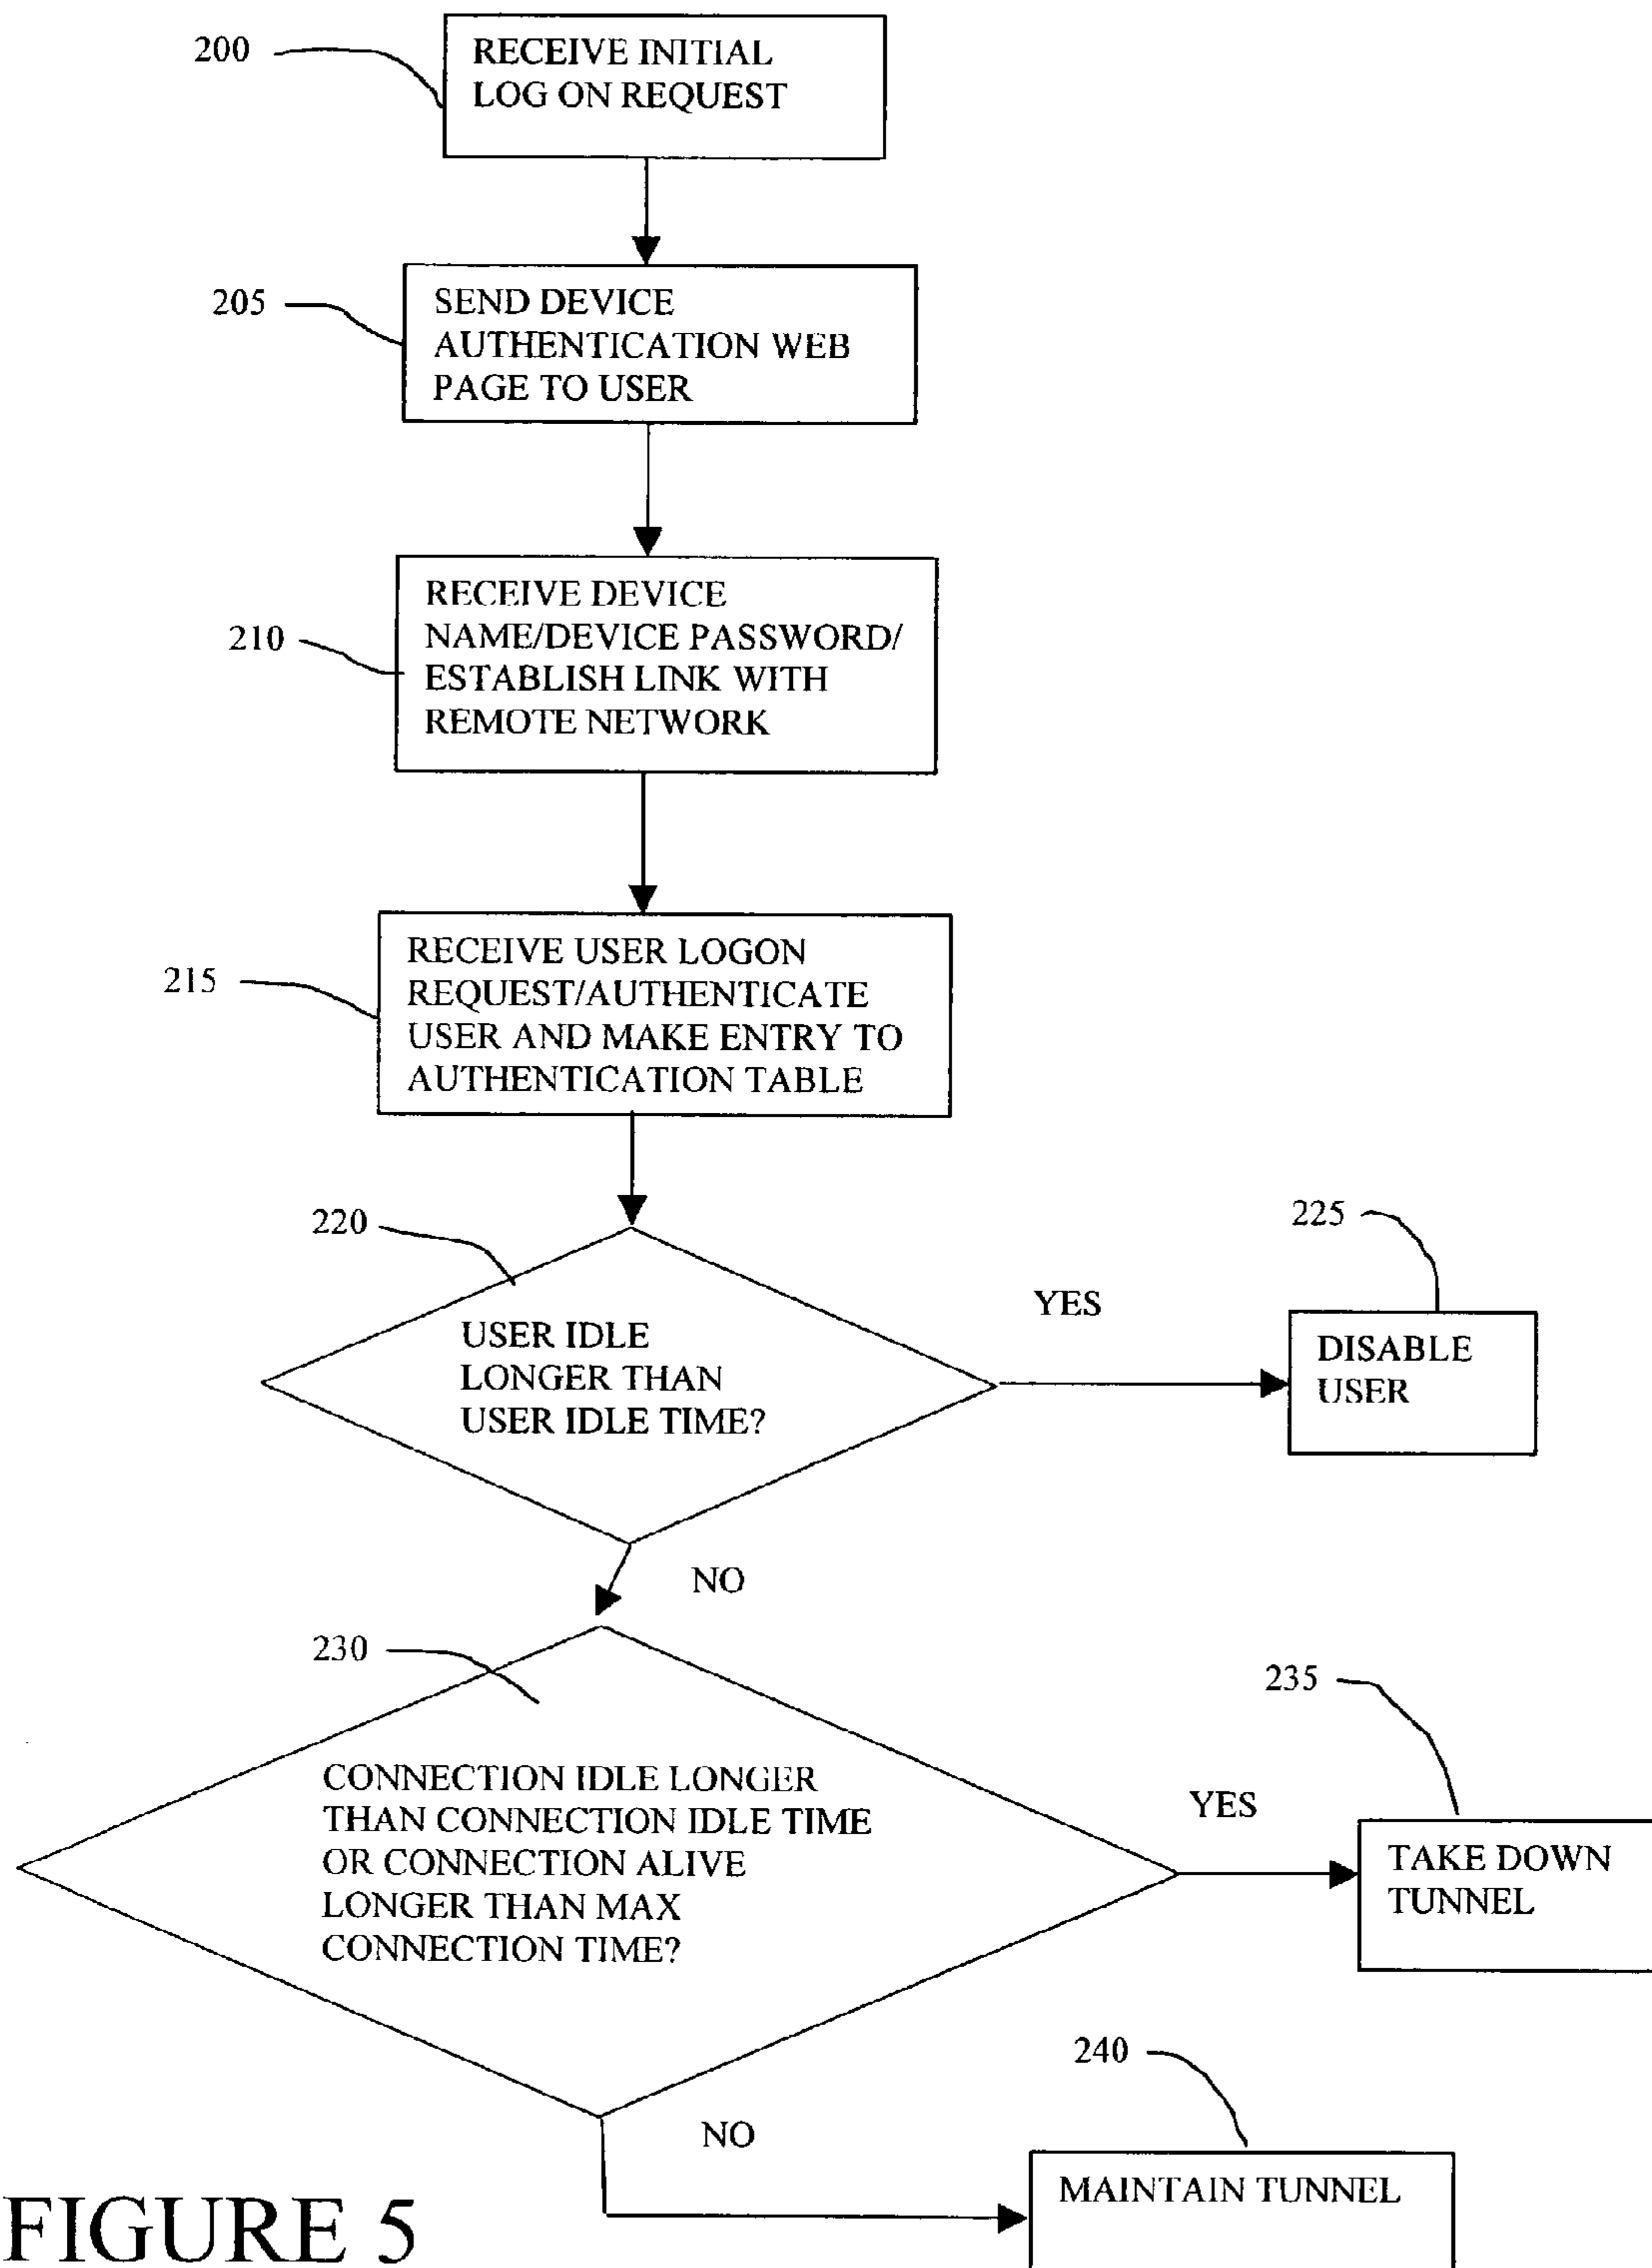 200
RECEIVE INITIAL
LOG ON REQUEST
205
SEND DEVICE
AUTHENTICATION WEB
PAGE TO USER
210
RECEIVE DEVICE
NAME/DEVICE PASSWORD/
ESTABLISH LINK WITH
REMOTE NETWORK
215
RECEIVE USER LOGON
REQUEST/AUTHENTICATE
USER AND MAKE ENTRY TO
AUTHENTICATION TABLE
220
USER IDLE
LONGER THAN
USER IDLE TIME?
YES
225
DISABLE
USER
NO
230
CONNECTION IDLE LONGER
THAN CONNECTION IDLE TIME
OR CONNECTION ALIVE
LONGER THAN MAX
CONNECTION TIME?
YES
235
TAKE DOWN
TUNNEL
NO
240
MAINTAIN TUNNEL
FIGURE 5